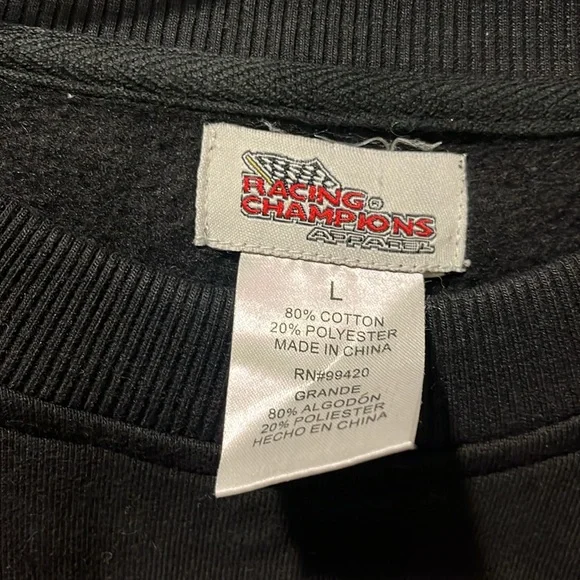 RACING®
CHAMPIONS
APPAREL
L
80% COTTON
20% POLYESTER
MADE IN CHINA
RN#99420
GRANDE
80% ALGODÓN
20% POLIESTER
HECHO EN CHINA